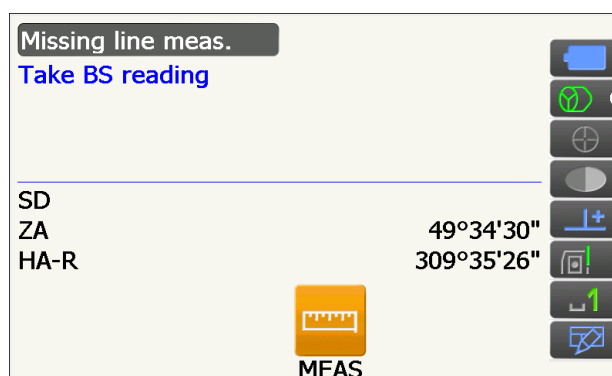 Missing line meas.
Take BS reading
SD
ZA 49°34'30"
HA-R 309°35'26"
MEAS